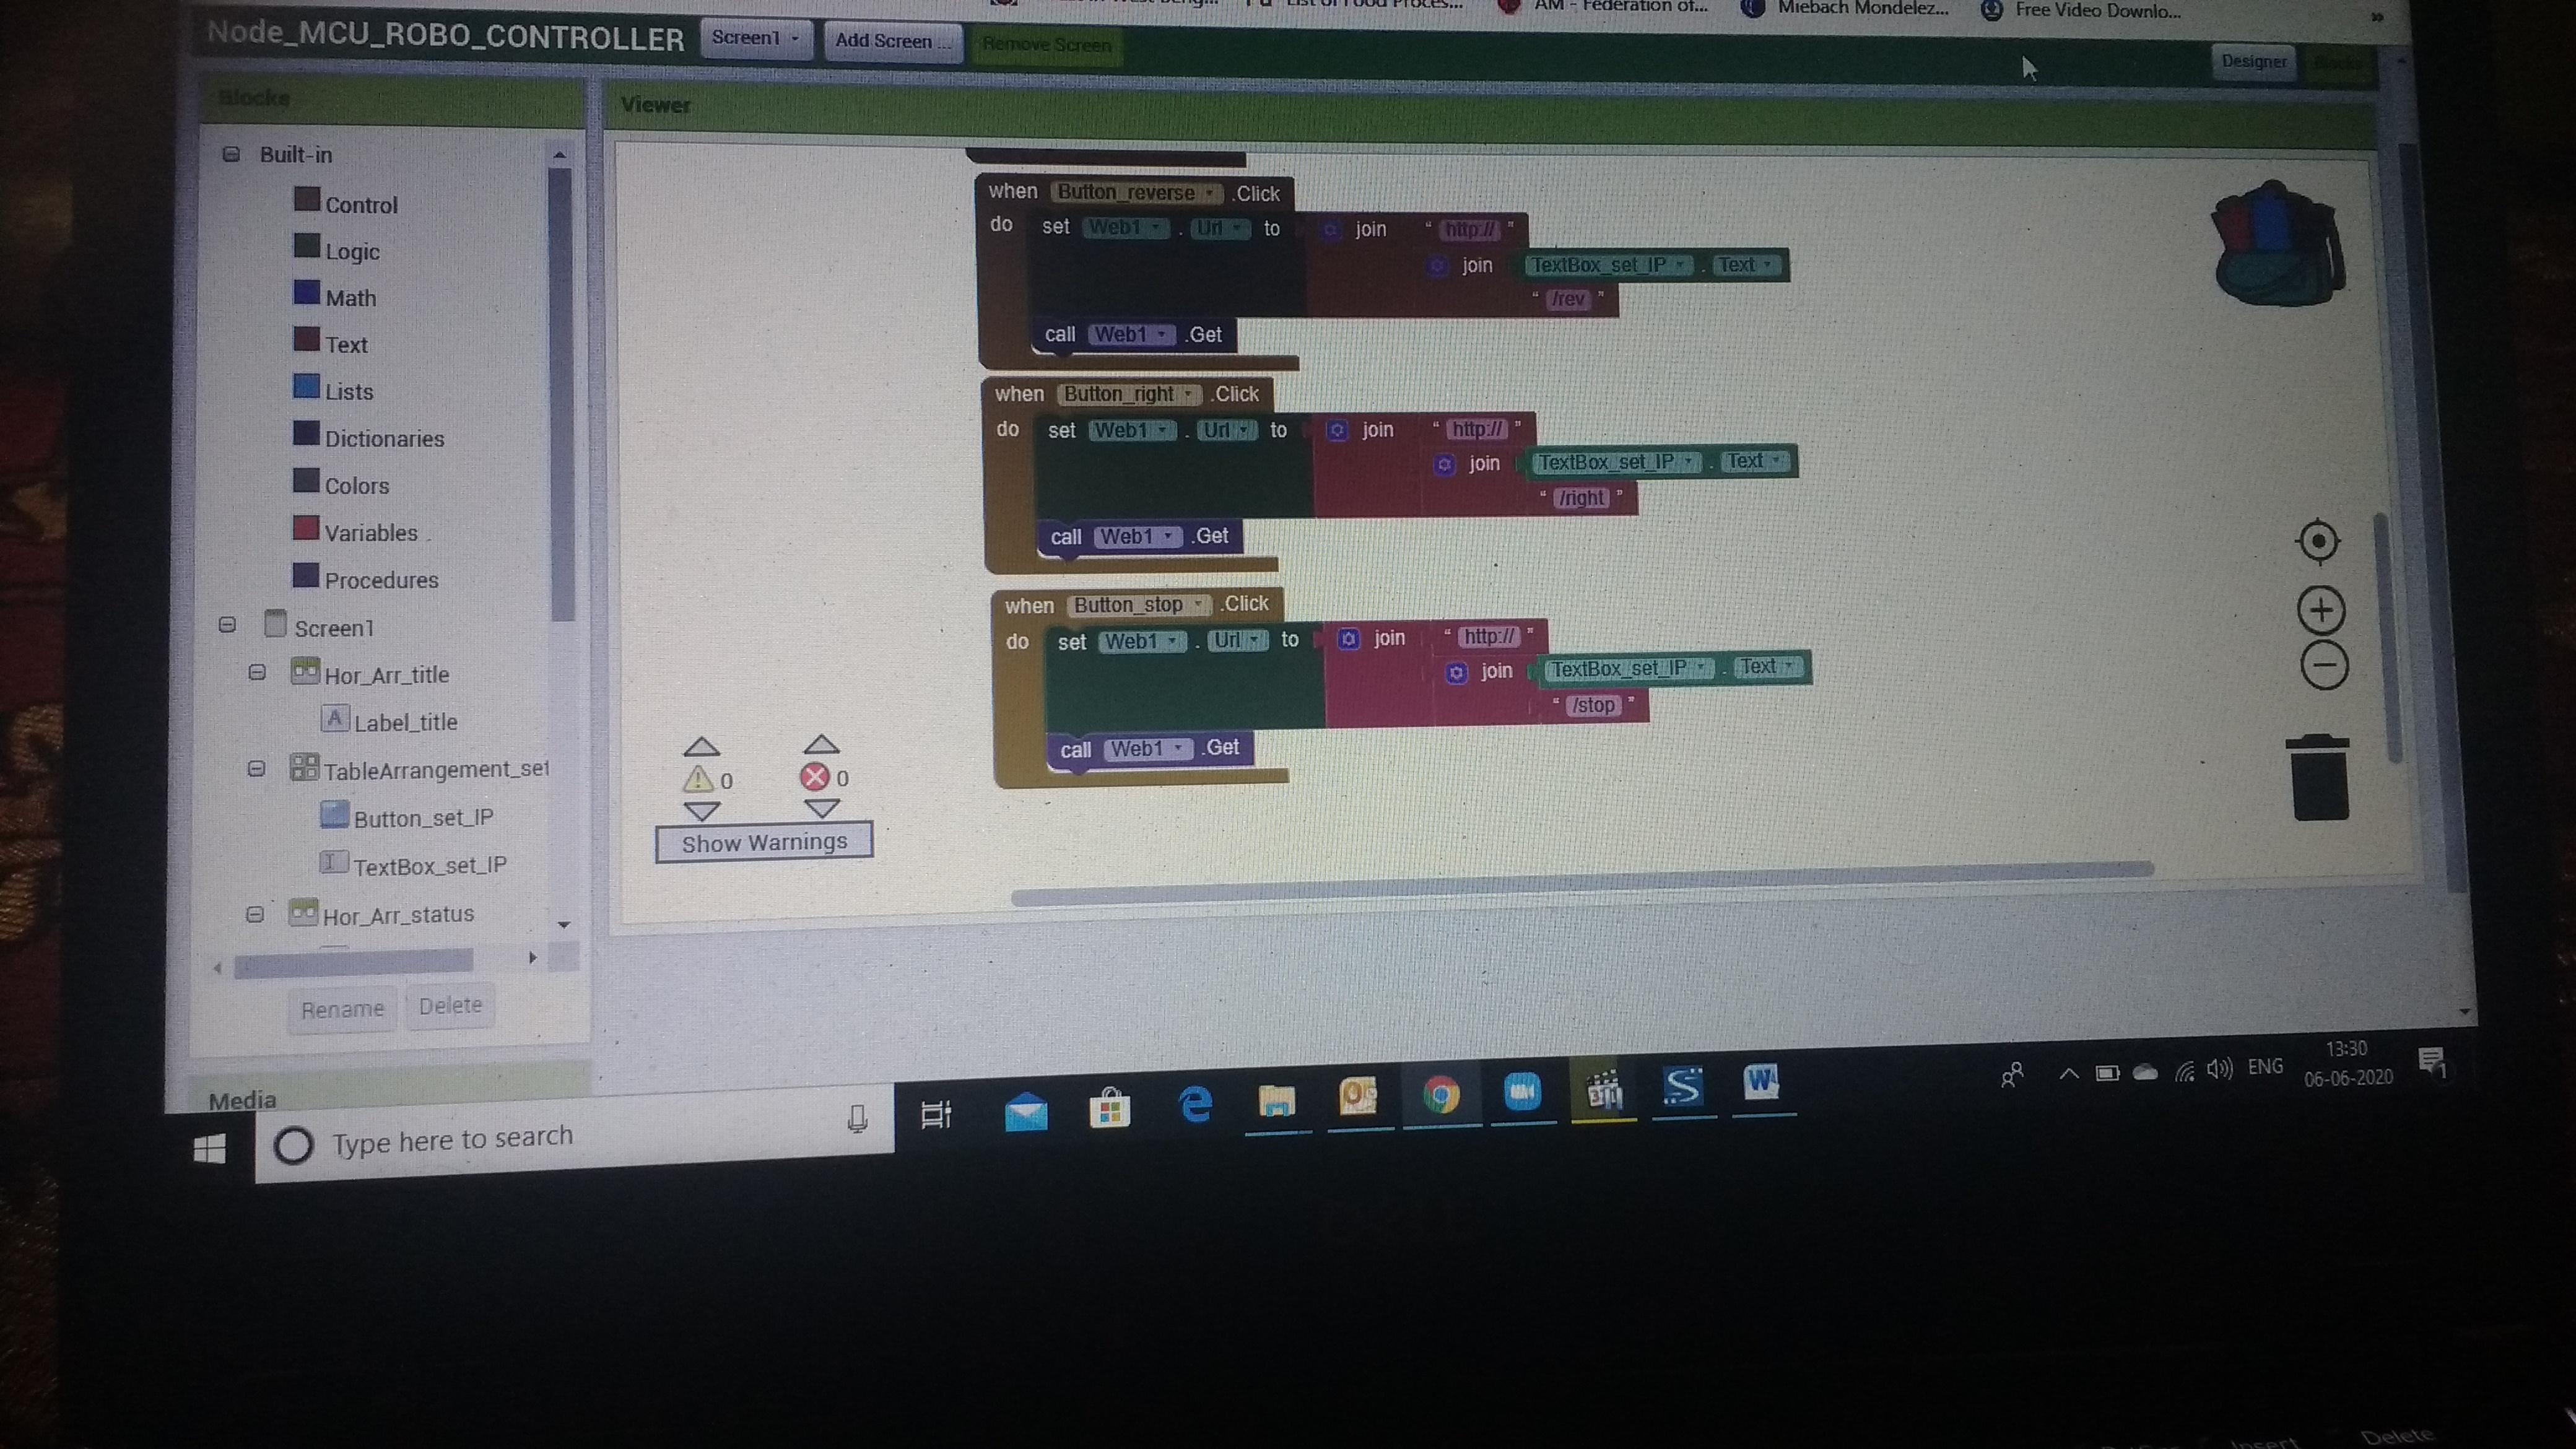 List of Food Proces...
AM - Federation of...
Miebach Mondelez...
Free Video Downlo...
»
Node_MCU_ROBO_CONTROLLER
Screen1
Add Screen ...
Remove Screen
Designer
Blocks
Blocks
Viewer
Built-in
Control
Logic
Math
Text
Lists
Dictionaries
Colors
Variables
Procedures
Screen1
Hor_Arr_title
A Label_title
TableArrangement_set
Button_set_IP
TextBox_set_IP
Hor_Arr_status
Rename
Delete
Media
when Button_reverse .Click
do set Web1 . Url to join " http:// "
join TextBox_set_IP . Text
" /rev "
call Web1 .Get
when Button_right .Click
do set Web1 . Url to join " http:// "
join TextBox_set_IP . Text
" /right "
call Web1 .Get
when Button_stop .Click
do set Web1 . Url to join " http:// "
join TextBox_set_IP . Text
" /stop "
call Web1 .Get
0 0
Show Warnings
Type here to search
ENG
13:30
06-06-2020
1
Insert
Delete